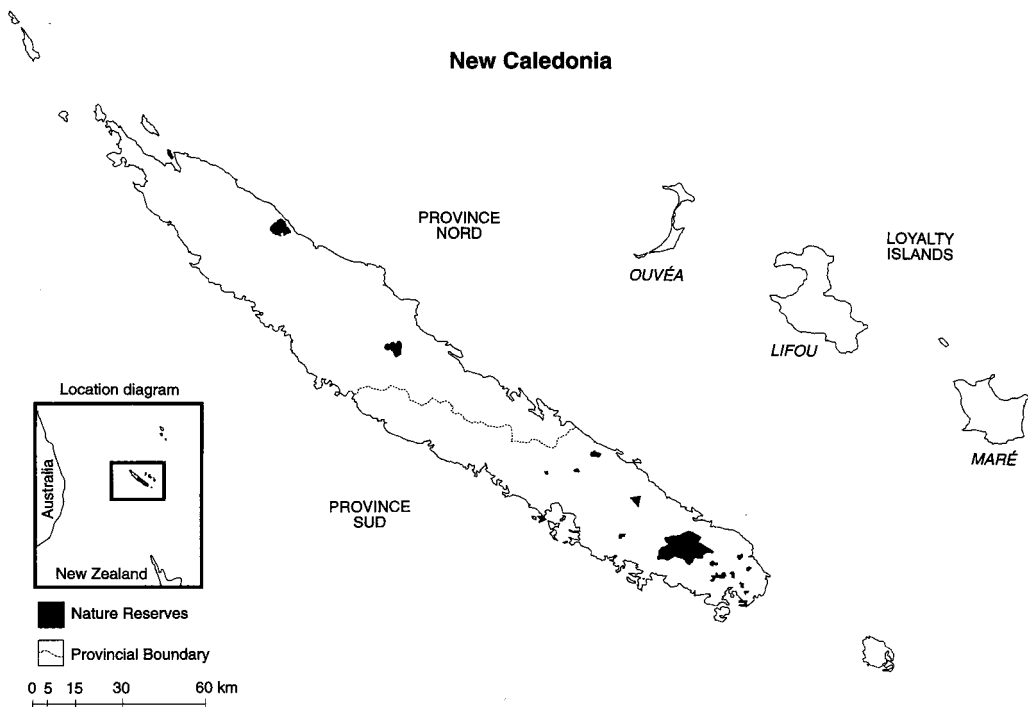 New Caledonia
PROVINCE
NORD
OUVÉA
LOYALTY
ISLANDS
LIFOU
MARÉ
PROVINCE
SUD
Location diagram
Australia
New Zealand
Nature Reserves
Provincial Boundary
0 5 15 30 60 km